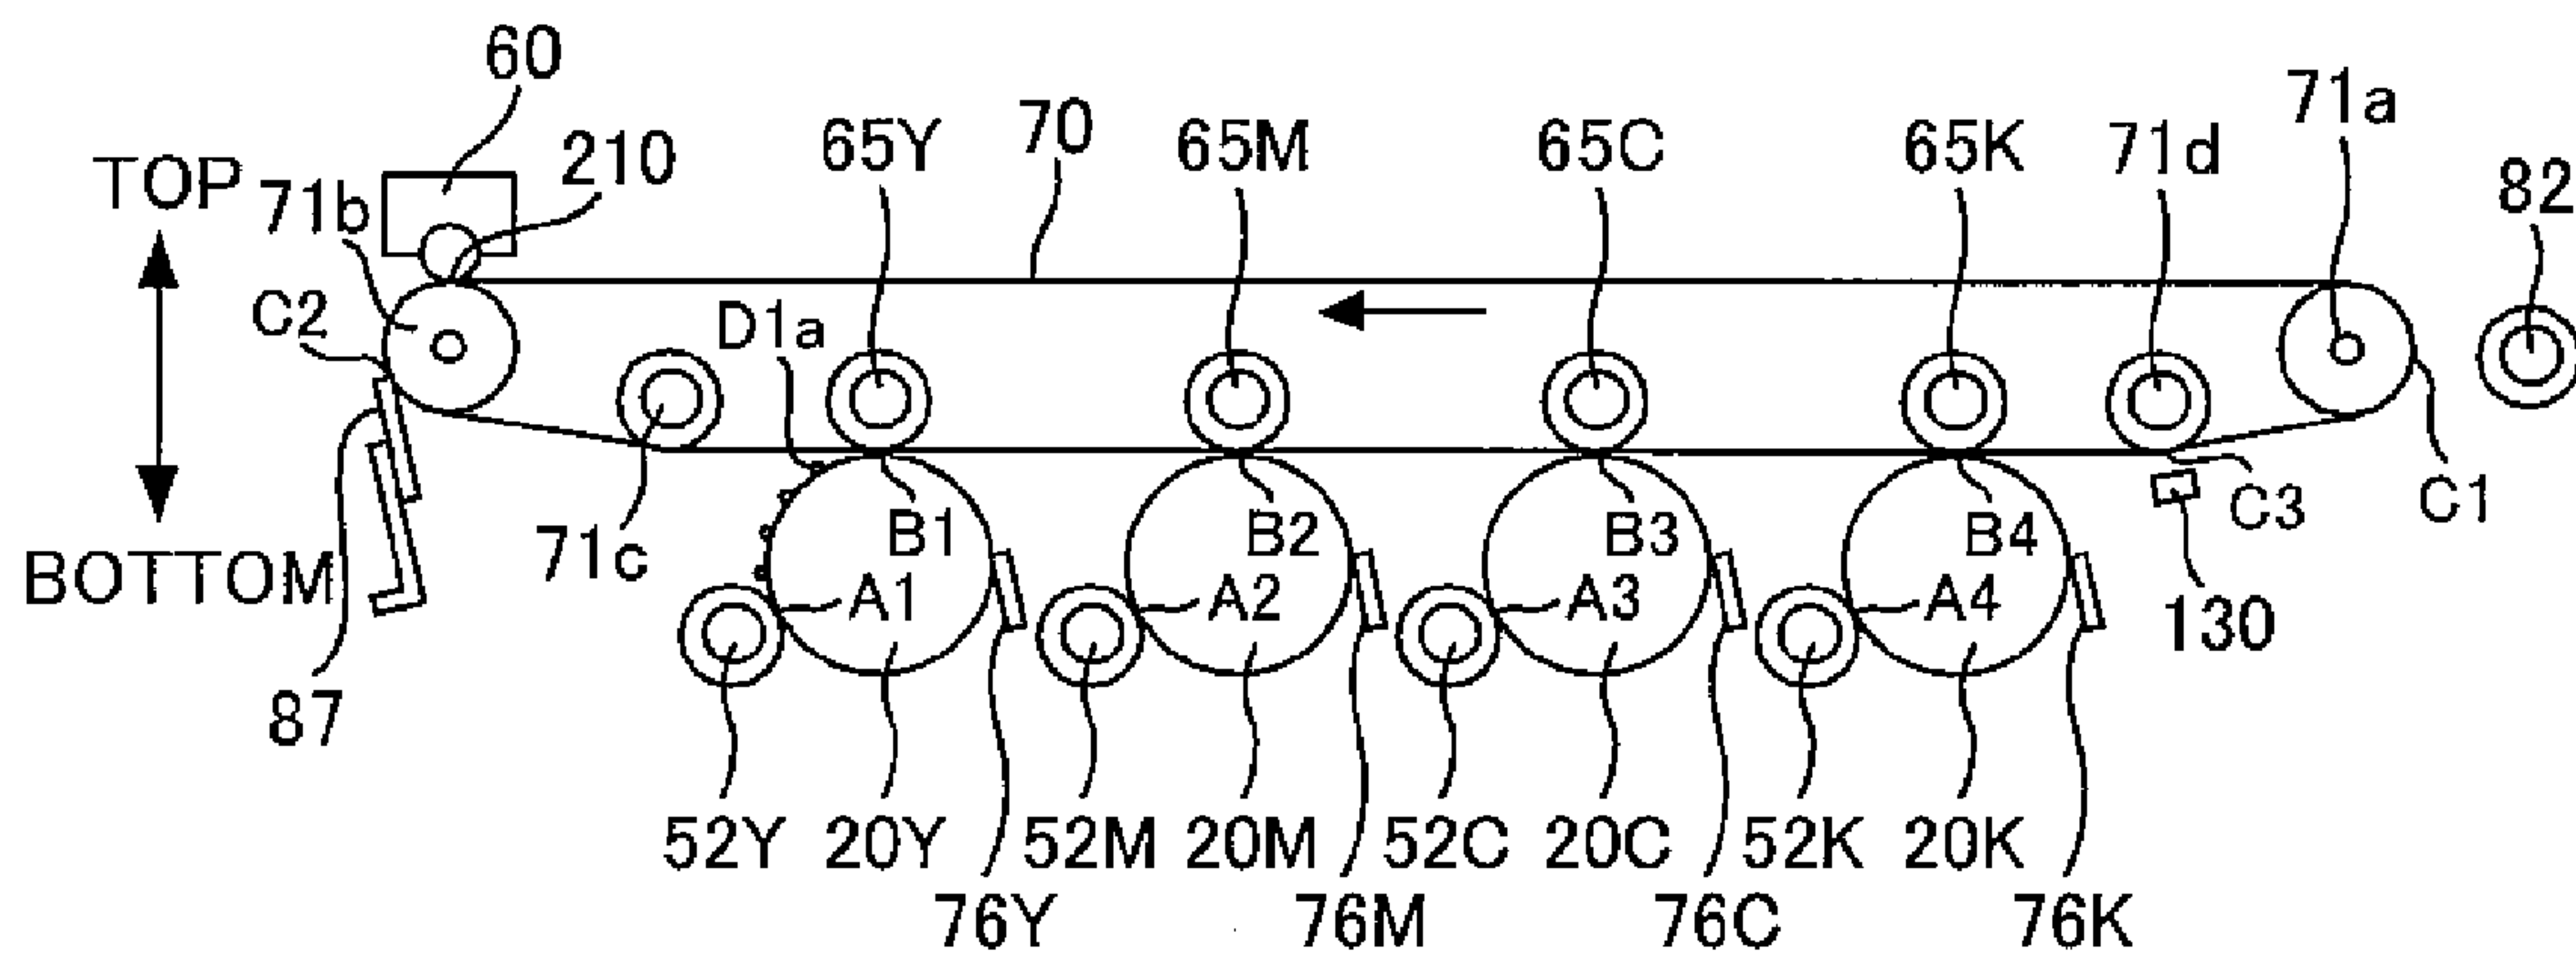 60
71a
210 65Y 70 65M 65C 65K 71d
TOP 71b 82
C2 D1a
B1 B2 B3 B4 C3 C1
71c
BOTTOM A1 A2 A3 A4 130
87
52Y 20Y 52M 20M 52C 20C 52K 20K
76Y 76M 76C 76K